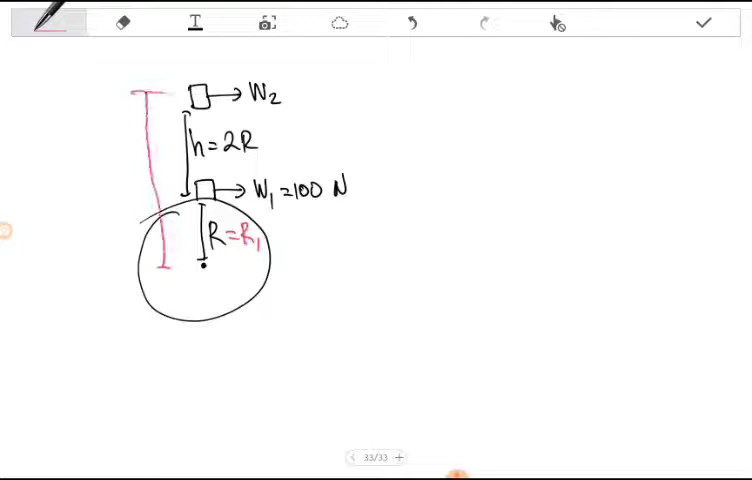 T
W2
h=2R
W1=100 N
R=R1
33/33